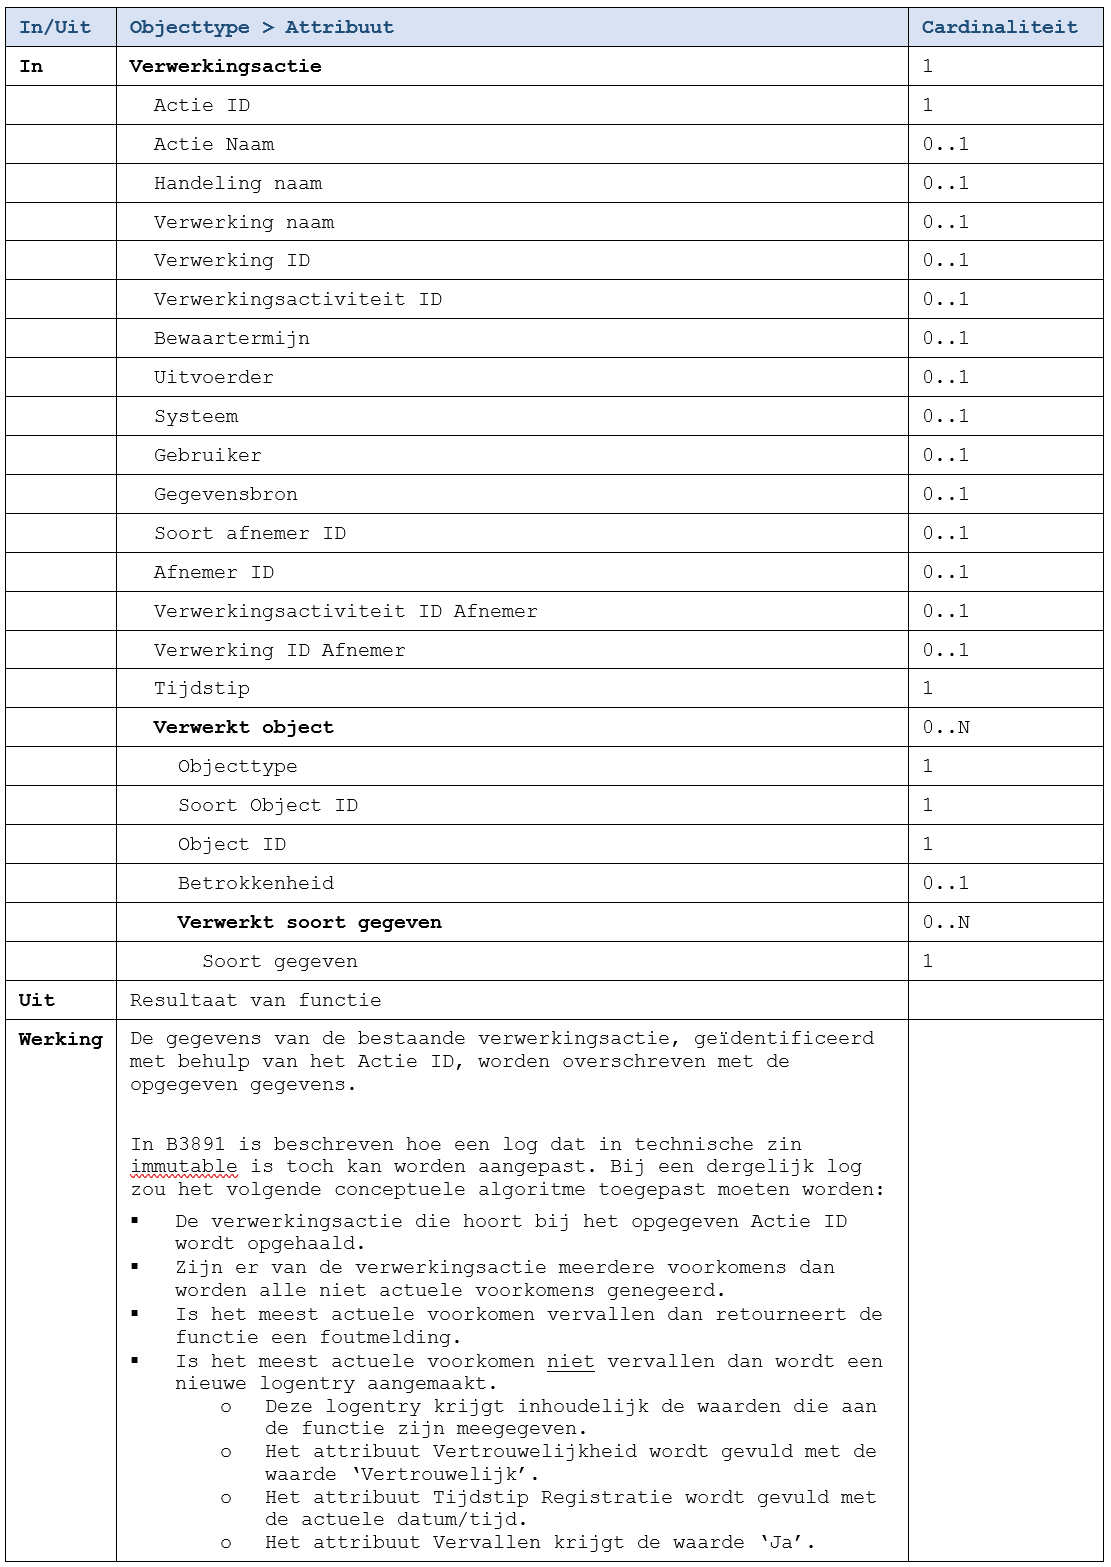 In/Uit Objecttype > Attribuut Cardinaliteit
In Verwerkingsactie 1
Actie ID 1
Actie Naam 0..1
Handeling naam 0..1
Verwerking naam 0..1
Verwerking ID 0..1
Verwerkingsactiviteit ID 0..1
Bewaartermijn 0..1
Uitvoerder 0..1
Systeem 0..1
Gebruiker 0..1
Gegevensbron 0..1
Soort afnemer ID 0..1
Afnemer ID 0..1
Verwerkingsactiviteit ID Afnemer 0..1
Verwerking ID Afnemer 0..1
Tijdstip 1
Verwerkt object 0..N
Objecttype 1
Soort Object ID 1
Object ID 1
Betrokkenheid 0..1
Verwerkt soort gegeven 0..N
Soort gegeven 1
Uit Resultaat van functie
Werking De gegevens van de bestaande verwerkingsactie, geïdentificeerd
met behulp van het Actie ID, worden overschreven met de
opgegeven gegevens.
In B3891 is beschreven hoe een log dat in technische zin
immutable is toch kan worden aangepast. Bij een dergelijk log
zou het volgende conceptuele algoritme toegepast moeten worden:
▪ De verwerkingsactie die hoort bij het opgegeven Actie ID
wordt opgehaald.
▪ Zijn er van de verwerkingsactie meerdere voorkomens dan
worden alle niet actuele voorkomens genegeerd.
▪ Is het meest actuele voorkomen vervallen dan retourneert de
functie een foutmelding.
▪ Is het meest actuele voorkomen niet vervallen dan wordt een
nieuwe logentry aangemaakt.
o Deze logentry krijgt inhoudelijk de waarden die aan
de functie zijn meegegeven.
o Het attribuut Vertrouwelijkheid wordt gevuld met de
waarde ‘Vertrouwelijk’.
o Het attribuut Tijdstip Registratie wordt gevuld met
de actuele datum/tijd.
o Het attribuut Vervallen krijgt de waarde ‘Ja’.